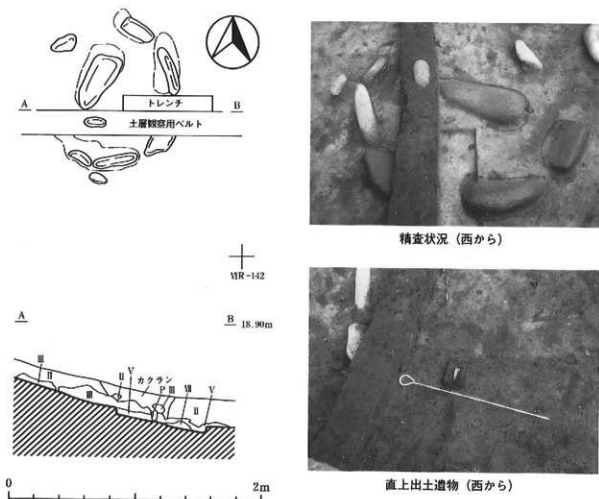 トレンチ
A B
土層観察用ベルト
ⅦR-142
A B 18.90m
Ⅲ Ⅱ Ⅲ Ⅱ Ⅴ カクラン P Ⅲ Ⅶ Ⅱ Ⅴ
0 2m
精査状況(西から)
直上出土遺物(西から)